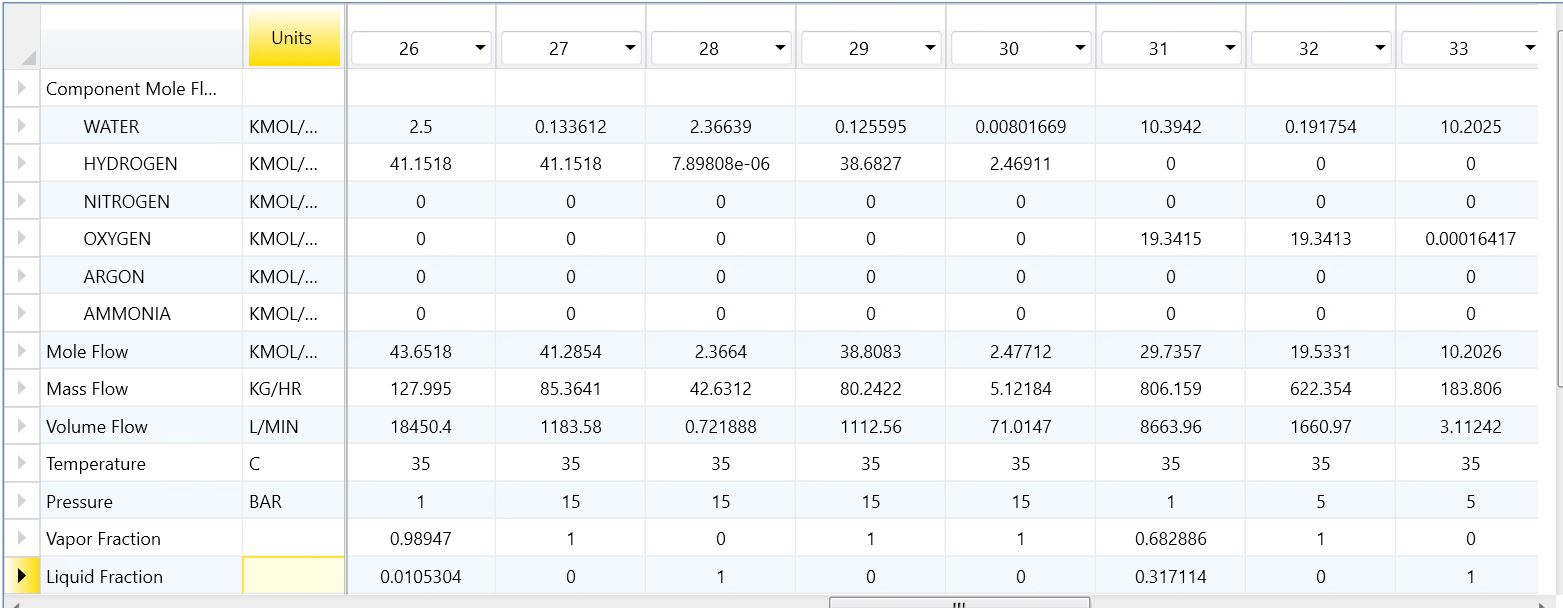 Units 26 27 28 29 30 31 32 33
Component Mole Fl...
WATER KMOL/... 2.5 0.133612 2.36639 0.125595 0.00801669 10.3942 0.191754 10.2025
HYDROGEN KMOL/... 41.1518 41.1518 7.89808e-06 38.6827 2.46911 0 0 0
NITROGEN KMOL/... 0 0 0 0 0 0 0 0
OXYGEN KMOL/... 0 0 0 0 0 19.3415 19.3413 0.00016417
ARGON KMOL/... 0 0 0 0 0 0 0 0
AMMONIA KMOL/... 0 0 0 0 0 0 0 0
Mole Flow KMOL/... 43.6518 41.2854 2.3664 38.8083 2.47712 29.7357 19.5331 10.2026
Mass Flow KG/HR 127.995 85.3641 42.6312 80.2422 5.12184 806.159 622.354 183.806
Volume Flow L/MIN 18450.4 1183.58 0.721888 1112.56 71.0147 8663.96 1660.97 3.11242
Temperature C 35 35 35 35 35 35 35 35
Pressure BAR 1 15 15 15 15 1 5 5
Vapor Fraction 0.98947 1 0 1 1 0.682886 1 0
Liquid Fraction 0.0105304 0 1 0 0 0.317114 0 1